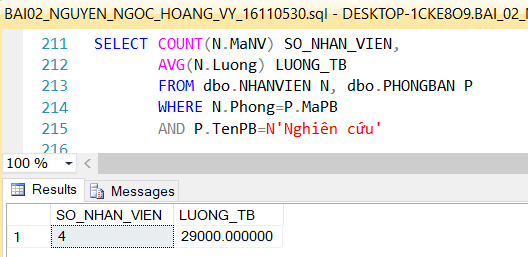 BAI02_NGUYEN_NGOC_HOANG_VY_16110530.sql - DESKTOP-1CKE8O9.BAI_02_N
211 SELECT COUNT(N.MaNV) SO_NHAN_VIEN,
212 AVG(N.Luong) LUONG_TB
213 FROM dbo.NHANVIEN N, dbo.PHONGBAN P
214 WHERE N.Phong=P.MaPB
215 AND P.TenPB=N'Nghiên cứu'
216
100 %
Results Messages
SO_NHAN_VIEN LUONG_TB
1 4 29000.000000